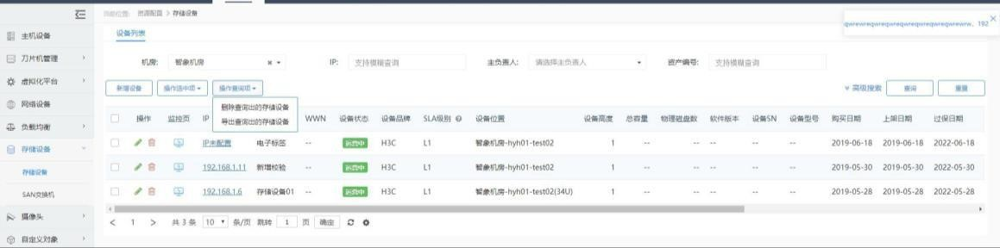 当前位置: 资源配置 > 存储设备
qwrewreqwreqwreqwreqwreqwreqwrewrw、192
主机设备
刀片机管理
虚拟化平台
网络设备
负载均衡
存储设备
存储设备
SAN交换机
摄像头
自定义对象
设备列表
机房: 智象机房 IP: 支持模糊查询 主负责人: 请选择主负责人 资产编号: 支持模糊查询
新增设备 操作选中项 操作查询项 高级搜索 查询 重置
删除查询出的存储设备
导出查询出的存储设备
操作 监控页 IP WWN 设备状态 设备品牌 SLA级别 设备位置 设备高度 总容量 物理磁盘数 软件版本 设备SN 设备型号 购买日期 上架日期 过保日期
IP未配置 电子标签 -- 运营中 H3C L1 智象机房-hyh01-test02 1 -- -- -- -- -- 2019-06-18 2019-06-18 2022-06-18
192.168.1.11 新增校验 -- 运营中 H3C L1 智象机房-hyh01-test02 1 -- -- -- -- -- 2019-05-30 2019-05-30 2022-05-30
192.168.1.6 存储设备01 -- 运营中 H3C L1 智象机房-hyh01-test02(34U) 1 -- -- -- -- -- 2019-05-28 2019-05-28 2022-05-28
< 1 > 共 3 条 10 条/页 跳转 1 页 确定